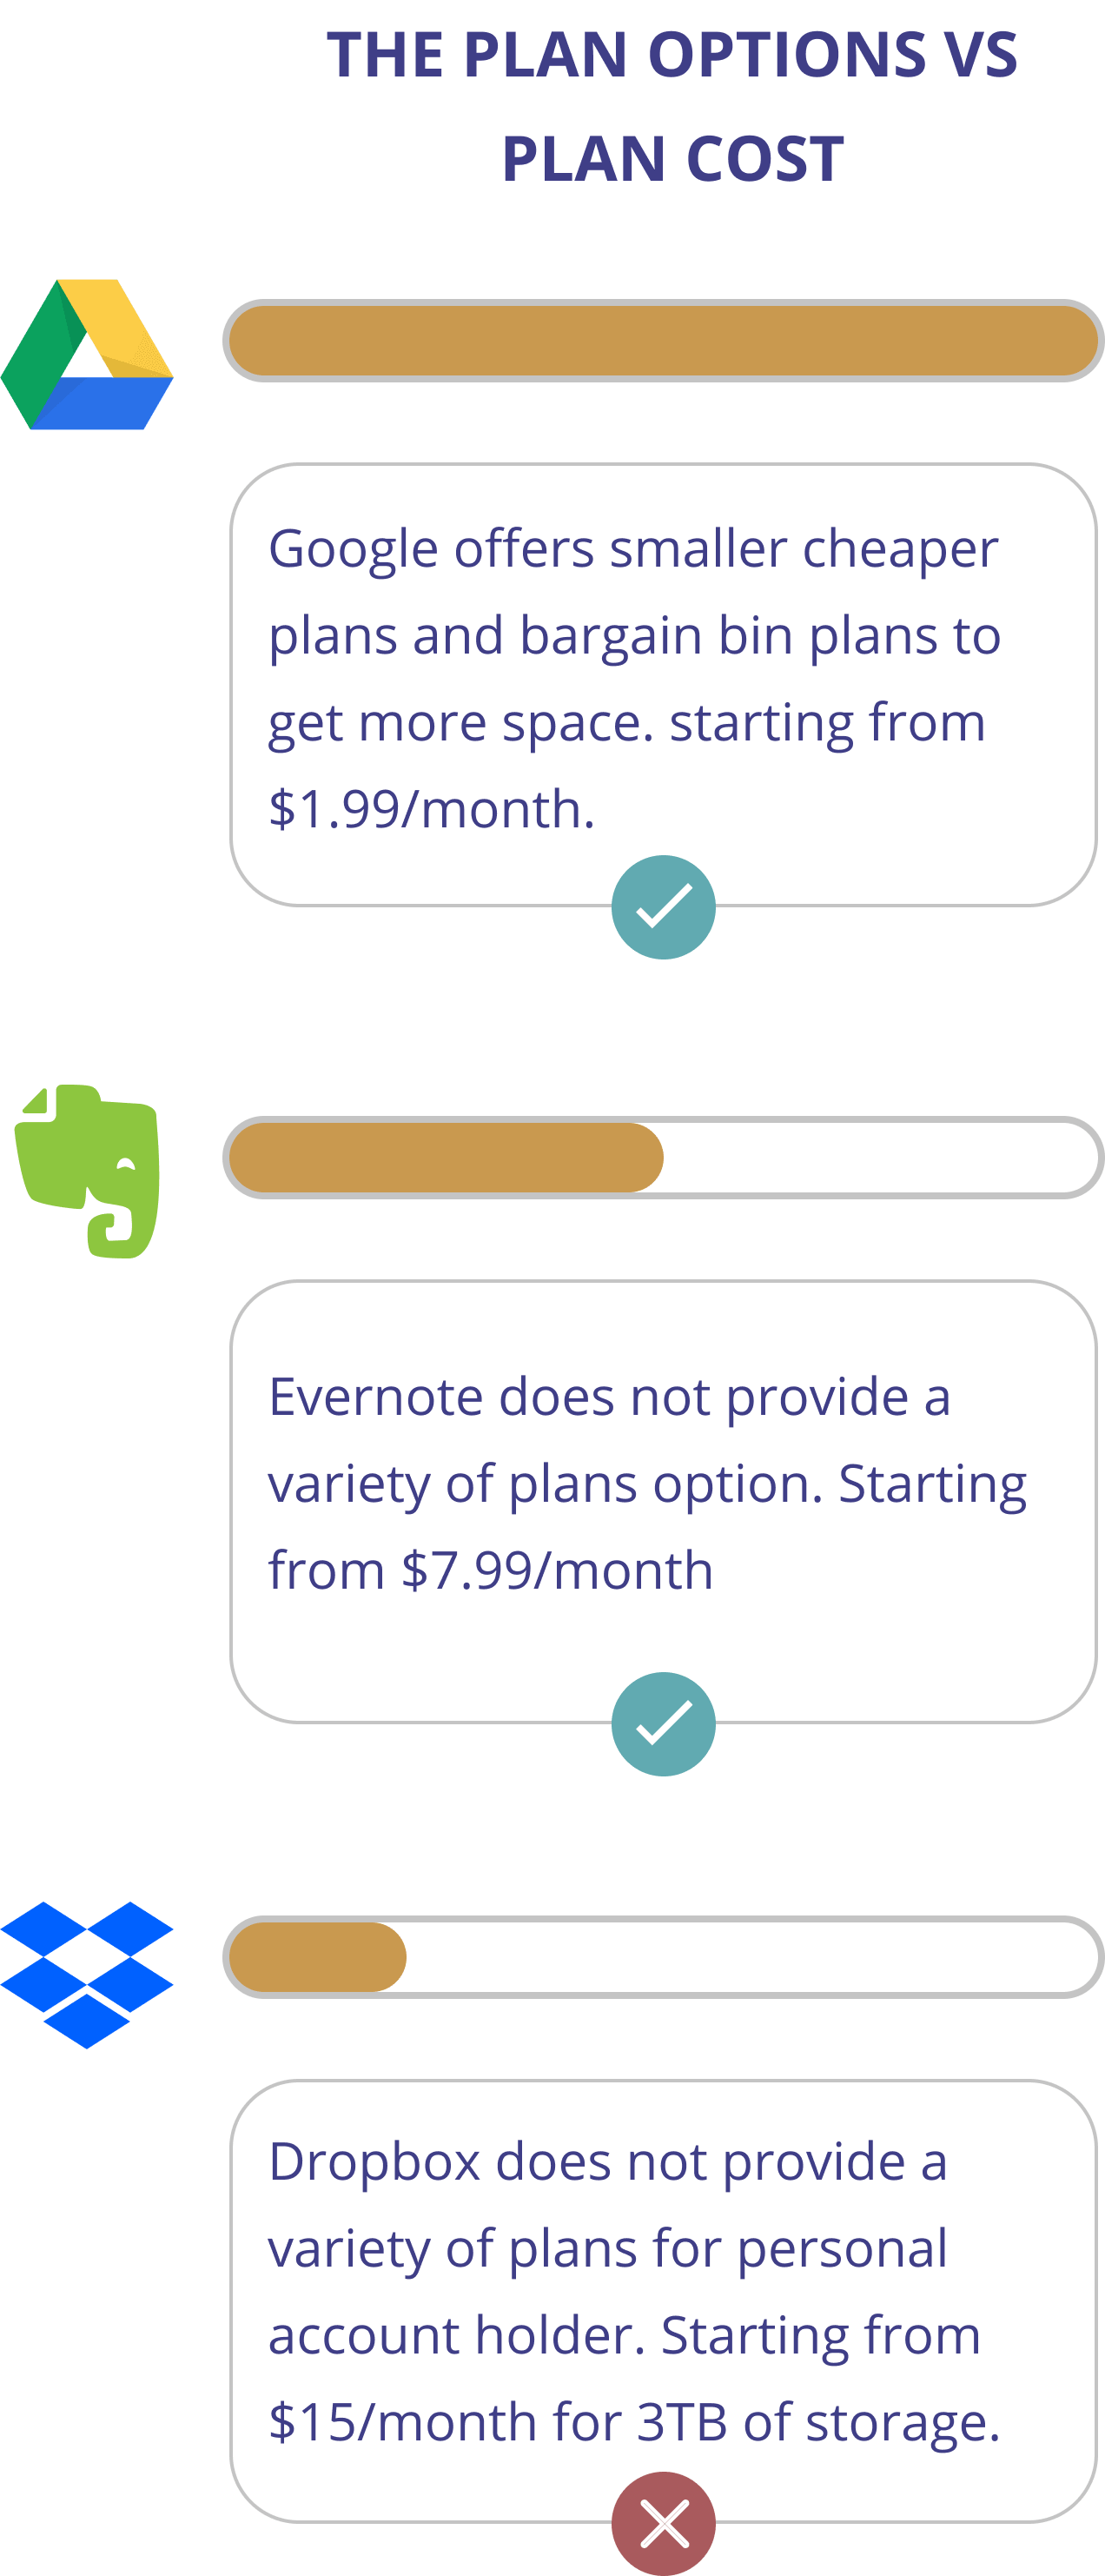 THE PLAN OPTIONS VS
PLAN COST
Google offers smaller cheaper
plans and bargain bin plans to
get more space. starting from
$1.99/month.
Evernote does not provide a
variety of plans option. Starting
from $7.99/month
Dropbox does not provide a
variety of plans for personal
account holder. Starting from
$15/month for 3TB of storage.